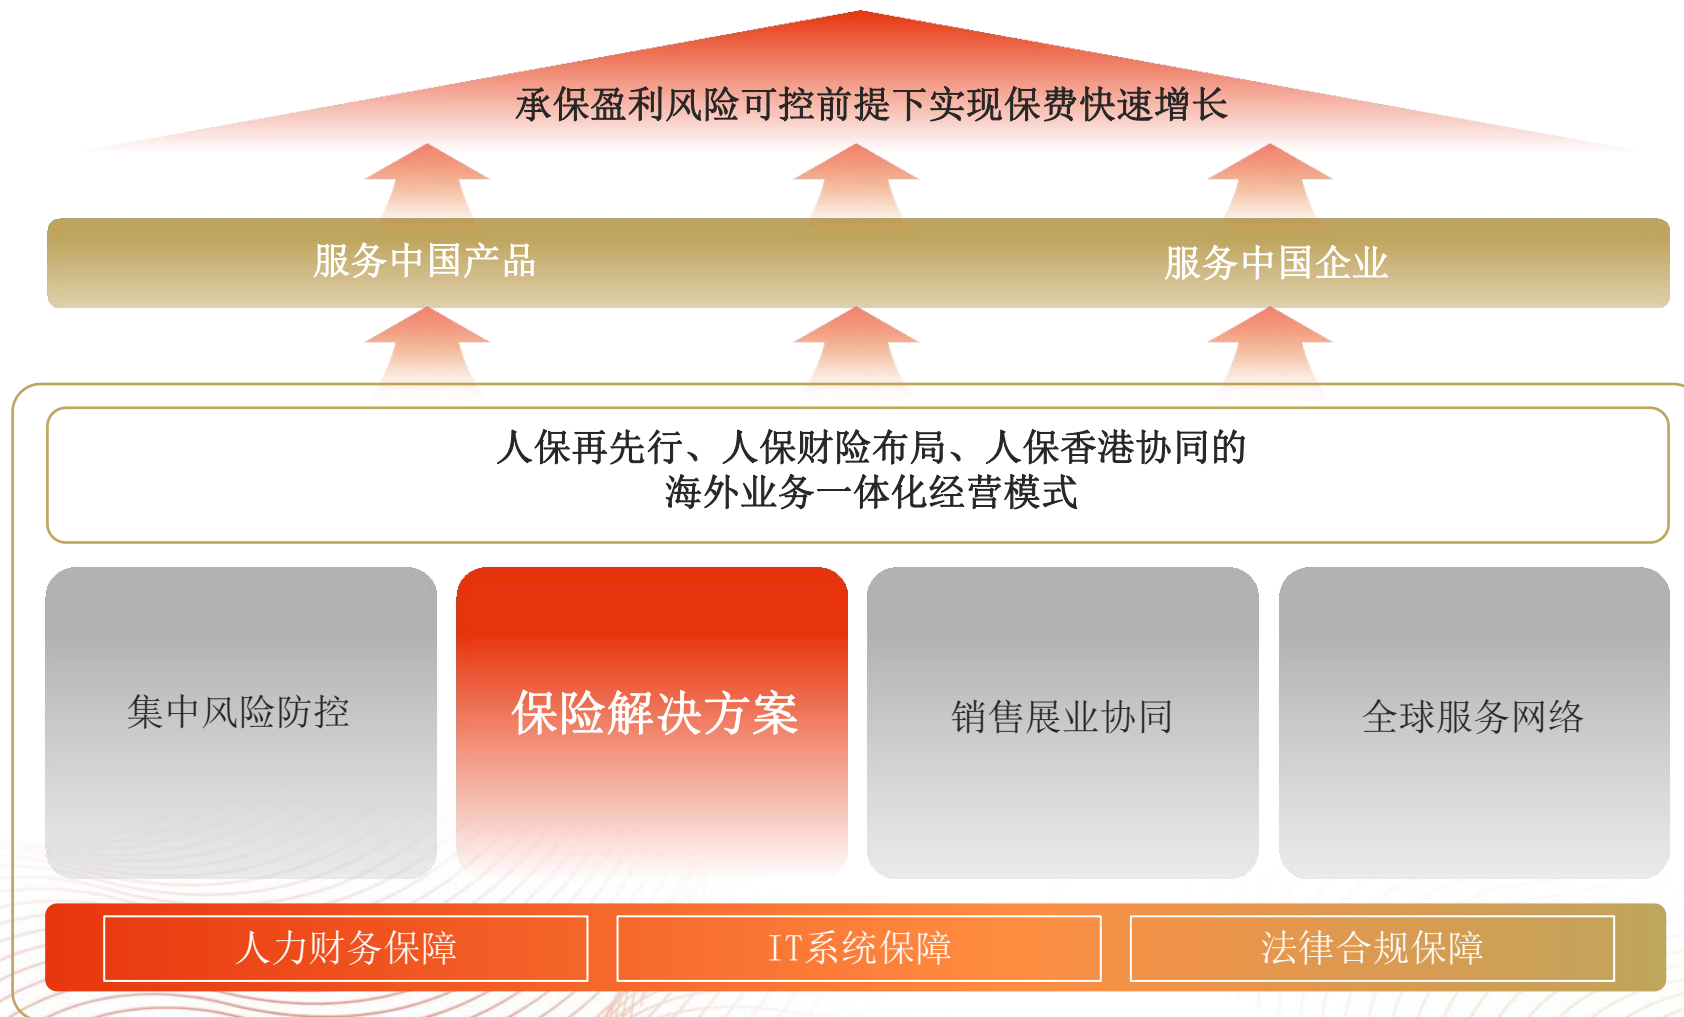 承保盈利风险可控前提下实现保费快速增长
服务中国产品
服务中国企业
人保再先行、人保财险布局、人保香港协同的
海外业务一体化经营模式
集中风险防控
保险解决方案
销售展业协同
全球服务网络
人力财务保障
IT系统保障
法律合规保障